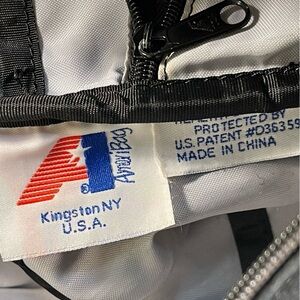 AmeriBag
Kingston NY
U.S.A.
PROTECTED BY
U.S. PATENT #D36359
MADE IN CHINA